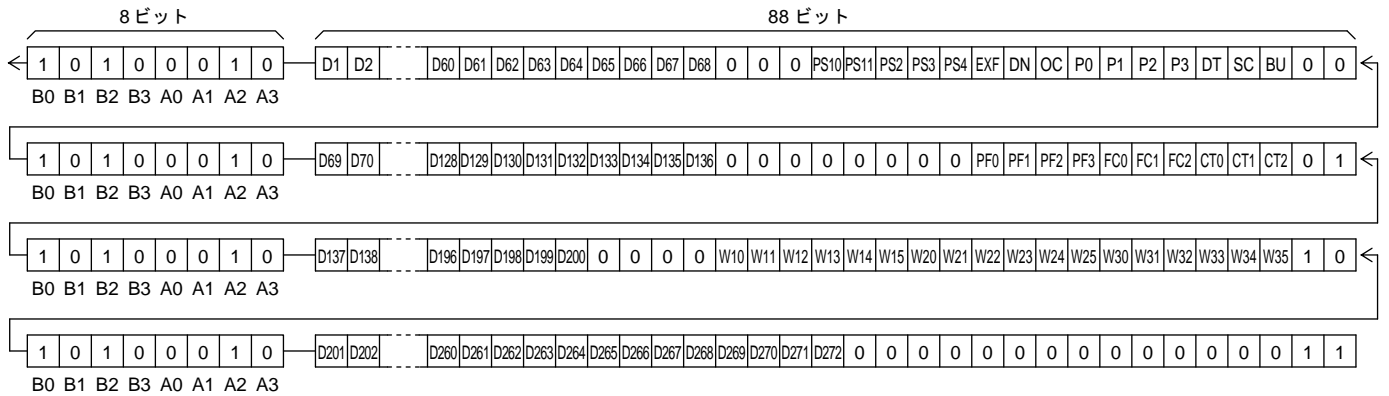 8 ビット 88 ビット
1 0 1 0 0 0 1 0 D1 D2 D60 D61 D62 D63 D64 D65 D66 D67 D68 0 0 0 PS10 PS11 PS2 PS3 PS4 EXF DN OC P0 P1 P2 P3 DT SC BU 0 0
B0 B1 B2 B3 A0 A1 A2 A3
1 0 1 0 0 0 1 0 D69 D70 D128 D129 D130 D131 D132 D133 D134 D135 D136 0 0 0 0 0 0 0 0 PF0 PF1 PF2 PF3 FC0 FC1 FC2 CT0 CT1 CT2 0 1
B0 B1 B2 B3 A0 A1 A2 A3
1 0 1 0 0 0 1 0 D137 D138 D196 D197 D198 D199 D200 0 0 0 0 W10 W11 W12 W13 W14 W15 W20 W21 W22 W23 W24 W25 W30 W31 W32 W33 W34 W35 1 0
B0 B1 B2 B3 A0 A1 A2 A3
1 0 1 0 0 0 1 0 D201 D202 D260 D261 D262 D263 D264 D265 D266 D267 D268 D269 D270 D271 D272 0 0 0 0 0 0 0 0 0 0 0 0 0 0 1 1
B0 B1 B2 B3 A0 A1 A2 A3